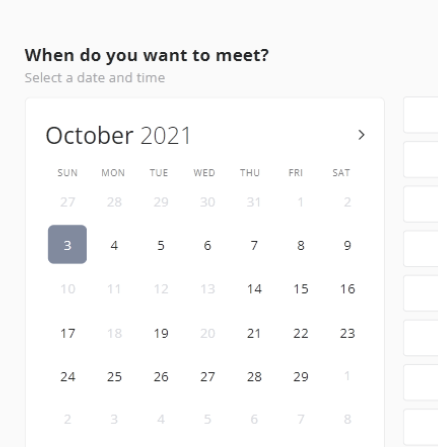 When do you want to meet?
Select a date and time
October 2021
SUN MON TUE WED THU FRI SAT
27 28 29 30 31 1 2
3 4 5 6 7 8 9
10 11 12 13 14 15 16
17 18 19 20 21 22 23
24 25 26 27 28 29 1
2 3 4 5 6 7 8